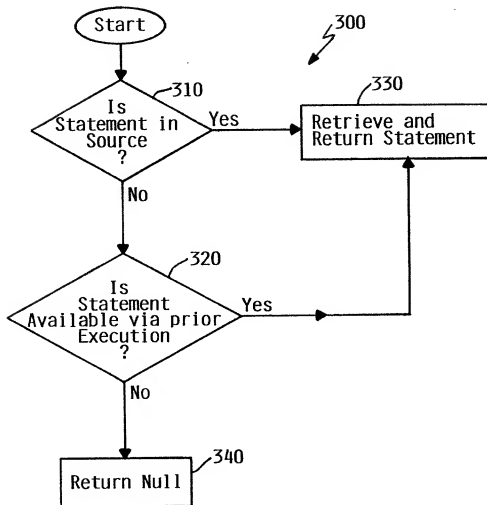 Start
300
310
Is
Statement in
Source
?
Yes
330
Retrieve and
Return Statement
No
320
Is
Statement
Available via prior
Execution
?
Yes
No
340
Return Null